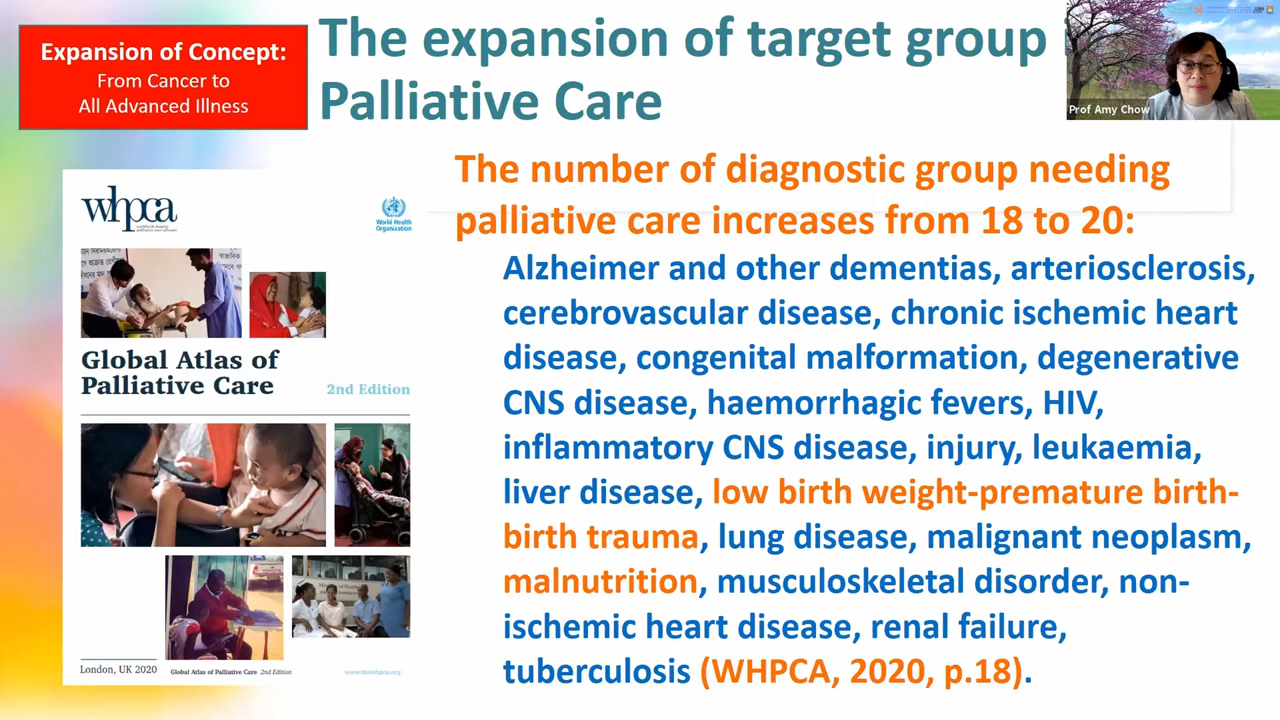 Expansion of Concept:
From Cancer to
All Advanced Illness
The expansion of target group
Palliative Care
Prof Amy Chow
The number of diagnostic group needing
palliative care increases from 18 to 20:
Alzheimer and other dementias, arteriosclerosis,
cerebrovascular disease, chronic ischemic heart
disease, congenital malformation, degenerative
CNS disease, haemorrhagic fevers, HIV,
inflammatory CNS disease, injury, leukaemia,
liver disease, low birth weight-premature birth-
birth trauma, lung disease, malignant neoplasm,
malnutrition, musculoskeletal disorder, non-
ischemic heart disease, renal failure,
tuberculosis (WHPCA, 2020, p.18).
whpca
World Health
Organization
Global Atlas of
Palliative Care
2nd Edition
London, UK 2020
Global Atlas of Palliative Care 2nd Edition